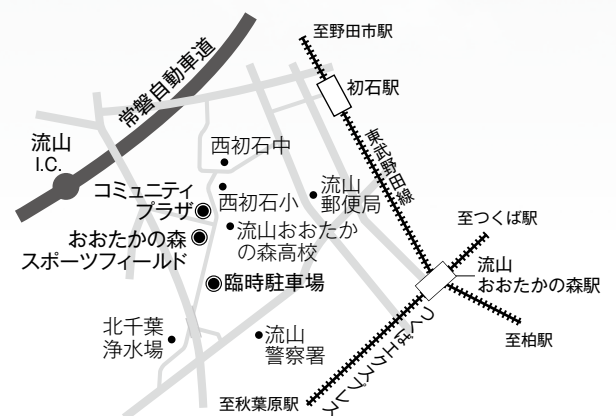 至野田市駅
初石駅
常磐自動車道
東武野田線
流山
I.C.
西初石中
コミュニティ
プラザ
西初石小
流山
郵便局
おおたかの森
スポーツフィールド
流山おおたか
の森高校
至つくば駅
流山
おおたかの森駅
臨時駐車場
北千葉
浄水場
流山
警察署
至柏駅
つくばエクスプレス
至秋葉原駅